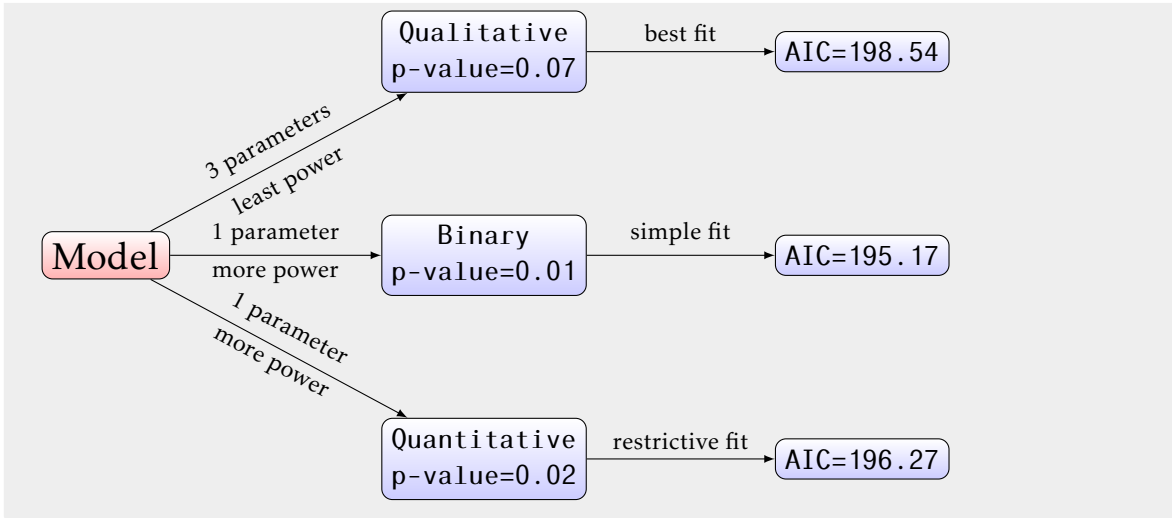 Qualitative
p-value=0.07
best fit
AIC=198.54
3 parameters
least power
Model
1 parameter
more power
Binary
p-value=0.01
simple fit
AIC=195.17
1 parameter
more power
Quantitative
p-value=0.02
restrictive fit
AIC=196.27